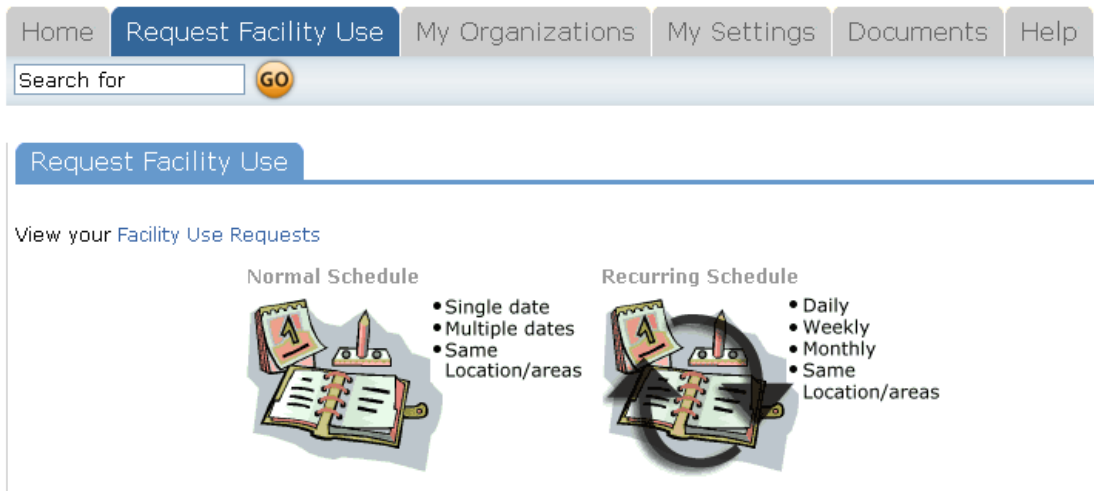 Home Request Facility Use My Organizations My Settings Documents Help
Search for GO
Request Facility Use
View your Facility Use Requests
Normal Schedule
• Single date
• Multiple dates
• Same
Location/areas
1
Recurring Schedule
• Daily
• Weekly
• Monthly
• Same
Location/areas
1